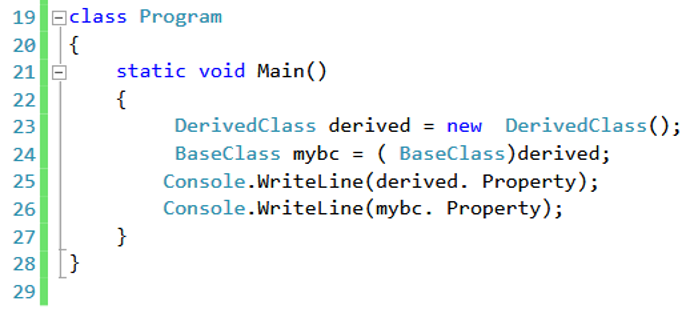 19 class Program
20 {
21 static void Main()
22 {
23 DerivedClass derived = new  DerivedClass();
24 BaseClass mybc = ( BaseClass)derived;
25 Console.WriteLine(derived. Property);
26 Console.WriteLine(mybc. Property);
27 }
28 }
29